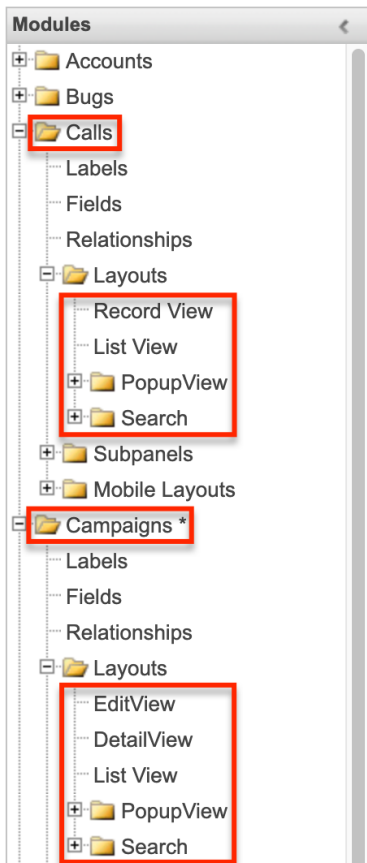 Modules
Accounts
Bugs
Calls
Labels
Fields
Relationships
Layouts
Record View
List View
PopupView
Search
Subpanels
Mobile Layouts
Campaigns *
Labels
Fields
Relationships
Layouts
EditView
DetailView
List View
PopupView
Search